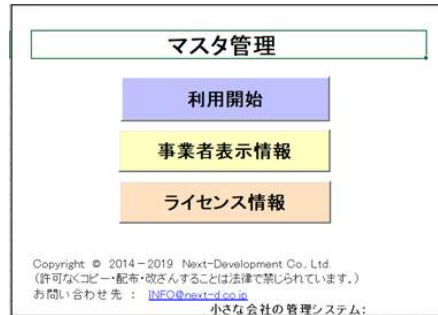 マスタ管理
利用開始
事業者表示情報
ライセンス情報
Copyright © 2014-2019 Next-Development Co., Ltd.
(許可なくコピー・配布・改ざんすることは法律で禁じられています。)
お問い合わせ先 : INFO@next-d.co.jp
小さな会社の管理システム: